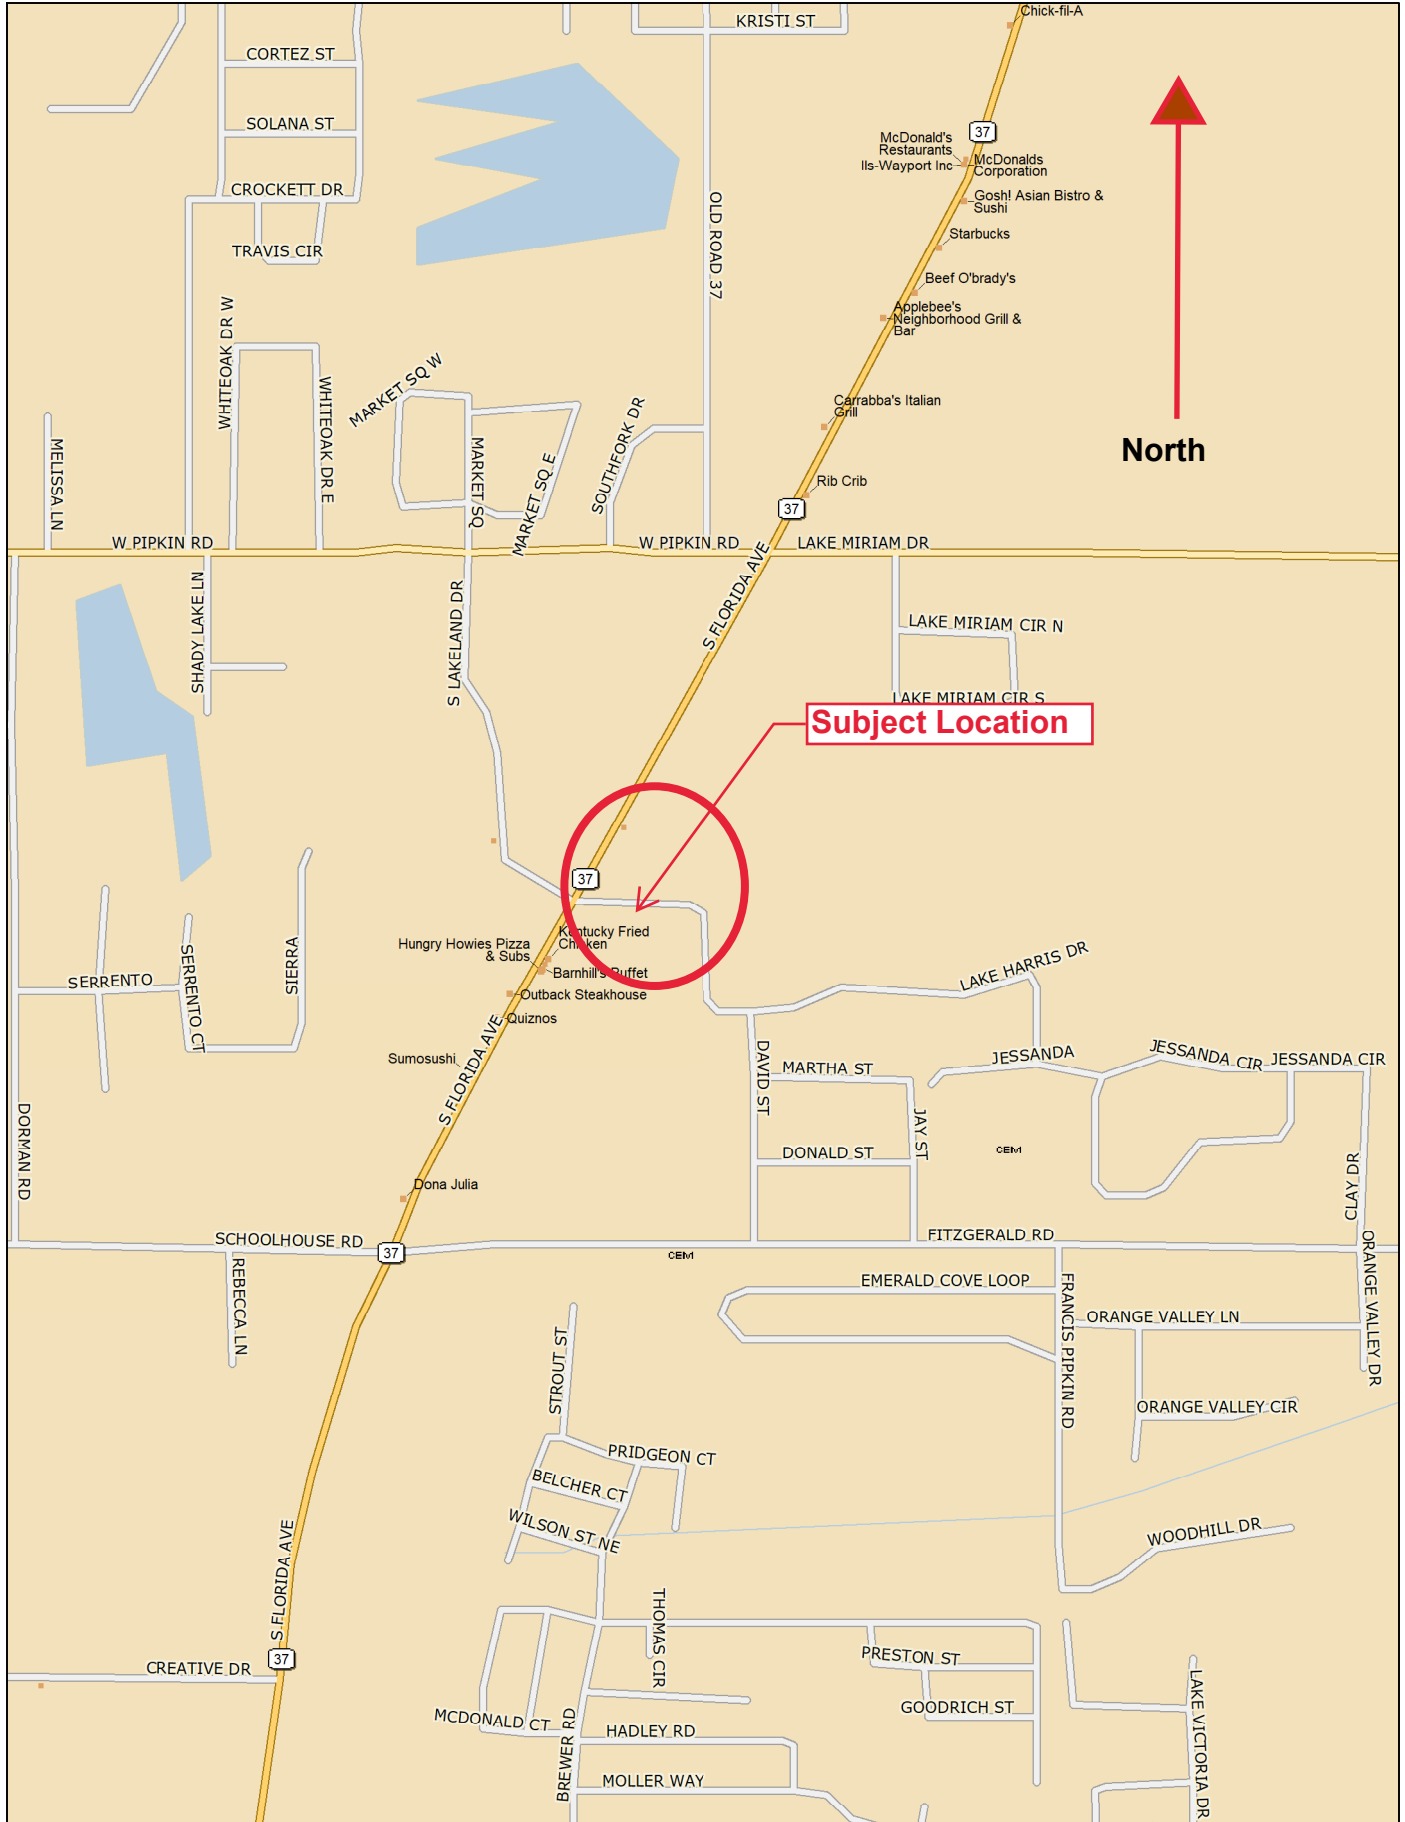 Chick-fil-A
KRISTI ST
CORTEZ ST
SOLANA ST
37
McDonald's
Restaurants
Ils-Wayport Inc
McDonalds
Corporation
CROCKETT DR
Gosh! Asian Bistro &
Sushi
OLD ROAD 37
Starbucks
TRAVIS CIR
Beef O'brady's
Applebee's
Neighborhood Grill &
Bar
WHITEOAK DR W
WHITEOAK DR E
MARKET SQ W
Carrabba's Italian
Grill
North
MELISSA LN
MARKET SQ
MARKET SQ E
SOUTHFORK DR
Rib Crib
37
W PIPKIN RD
W PIPKIN RD
LAKE MIRIAM DR
S FLORIDA AVE
SHADY LAKE LN
S LAKELAND DR
LAKE MIRIAM CIR N
LAKE MIRIAM CIR S
Subject Location
37
Kentucky Fried
Chicken
Hungry Howies Pizza
& Subs
Barnhill's Buffet
Outback Steakhouse
Quiznos
SERRENTO
SERRENTO CT
SIERRA
LAKE HARRIS DR
Sumosushi
S FLORIDA AVE
DAVID ST
MARTHA ST
JESSANDA
JESSANDA CIR
JESSANDA CIR
DORMAN RD
JAY ST
DONALD ST
CEM
CLAY DR
Dona Julia
SCHOOLHOUSE RD
37
FITZGERALD RD
CEM
REBECCA LN
EMERALD COVE LOOP
FRANCIS PIPKIN RD
ORANGE VALLEY LN
ORANGE VALLEY DR
STROUT ST
ORANGE VALLEY CIR
PRIDGEON CT
BELCHER CT
WILSON ST NE
WOODHILL DR
S FLORIDA AVE
THOMAS CIR
37
CREATIVE DR
PRESTON ST
GOODRICH ST
LAKE VICTORIA DR
MCDONALD CT
BREWER RD
HADLEY RD
MOLLER WAY